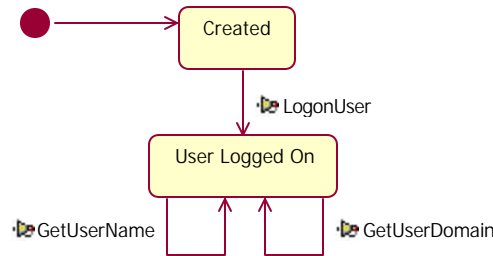 Created
LogonUser
User Logged On
GetUserName
GetUserDomain